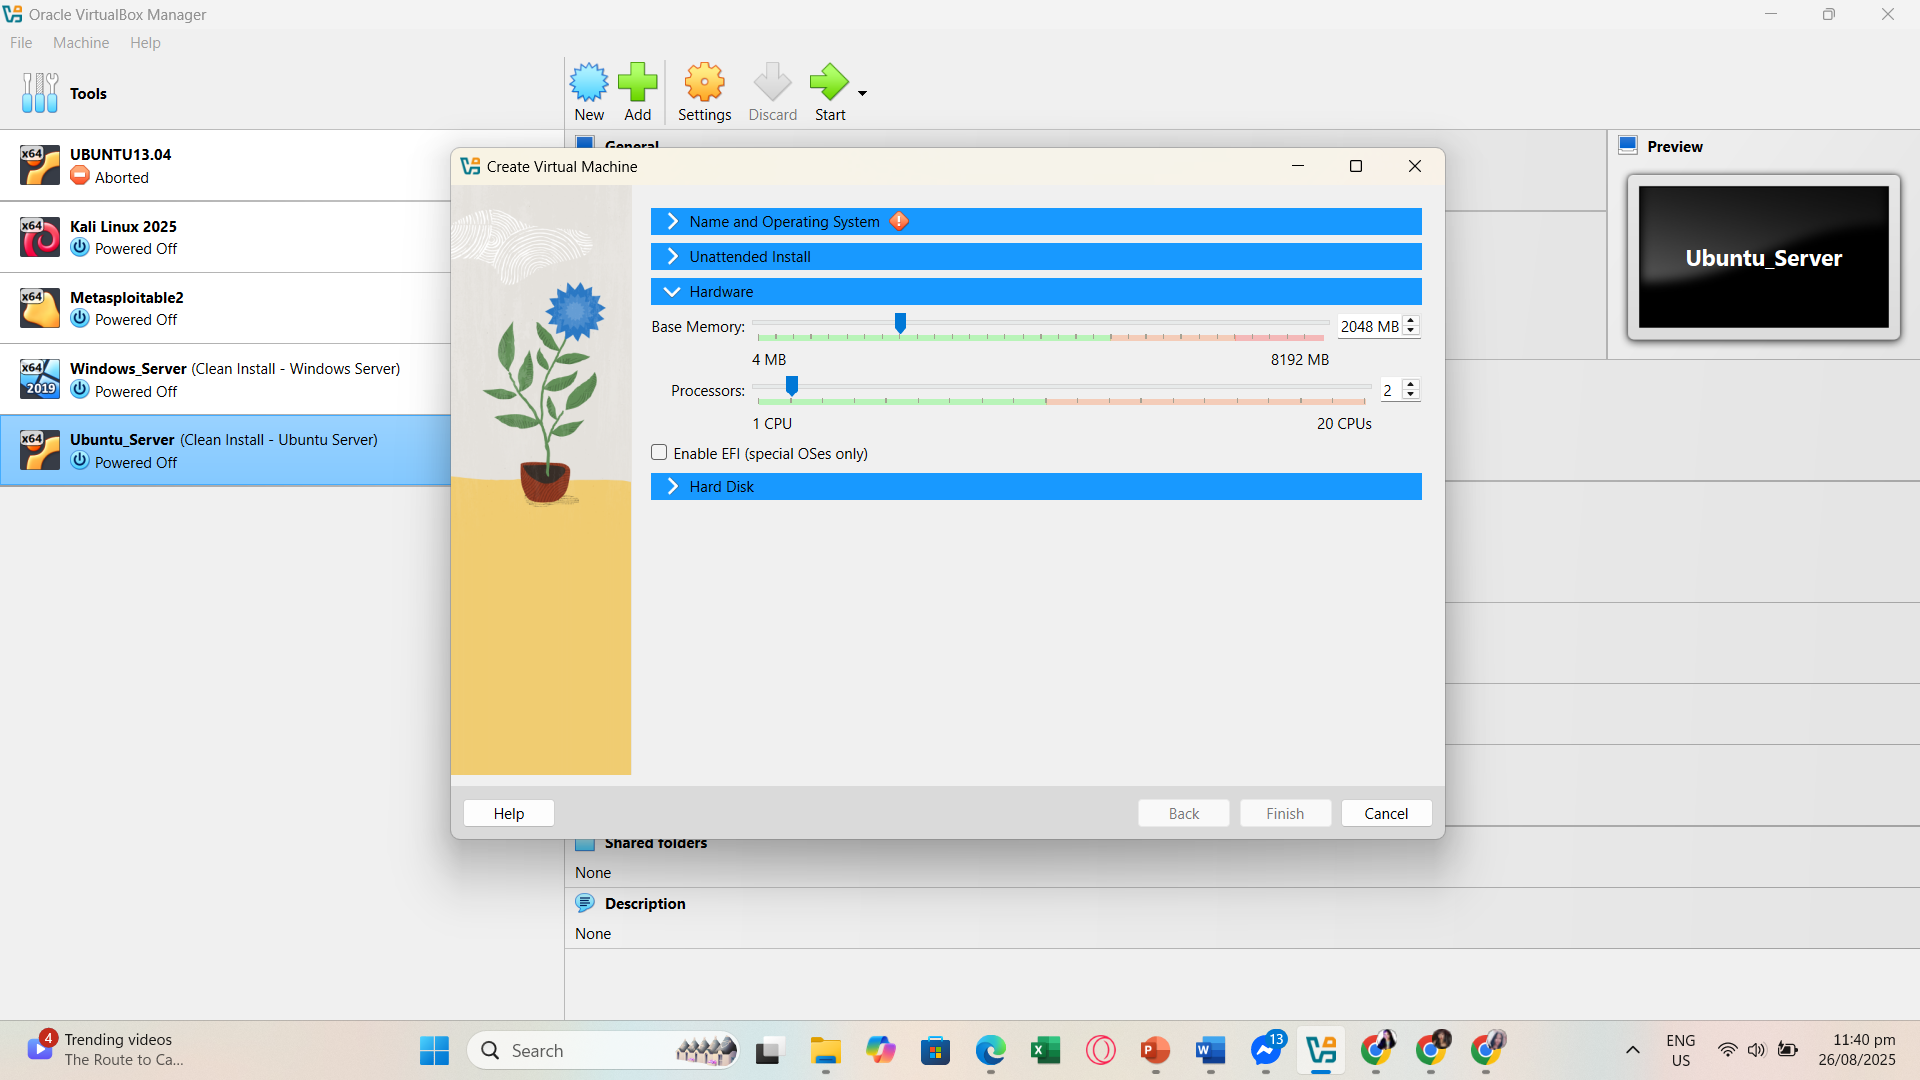 Oracle VirtualBox Manager
File Machine Help
Tools
New Add Settings Discard Start
x64 UBUNTU13.04
Aborted
x64 Kali Linux 2025
Powered Off
x64 Metasploitable2
Powered Off
x64 2019 Windows_Server (Clean Install - Windows Server)
Powered Off
x64 Ubuntu_Server (Clean Install - Ubuntu Server)
Powered Off
General
Preview
Ubuntu_Server
Create Virtual Machine
Name and Operating System
Unattended Install
Hardware
Base Memory: 2048 MB
4 MB 8192 MB
Processors: 2
1 CPU 20 CPUs
Enable EFI (special OSes only)
Hard Disk
Help Back Finish Cancel
Shared folders
None
Description
None
4 Trending videos
The Route to Ca...
Search
13
ENG
US
11:40 pm
26/08/2025